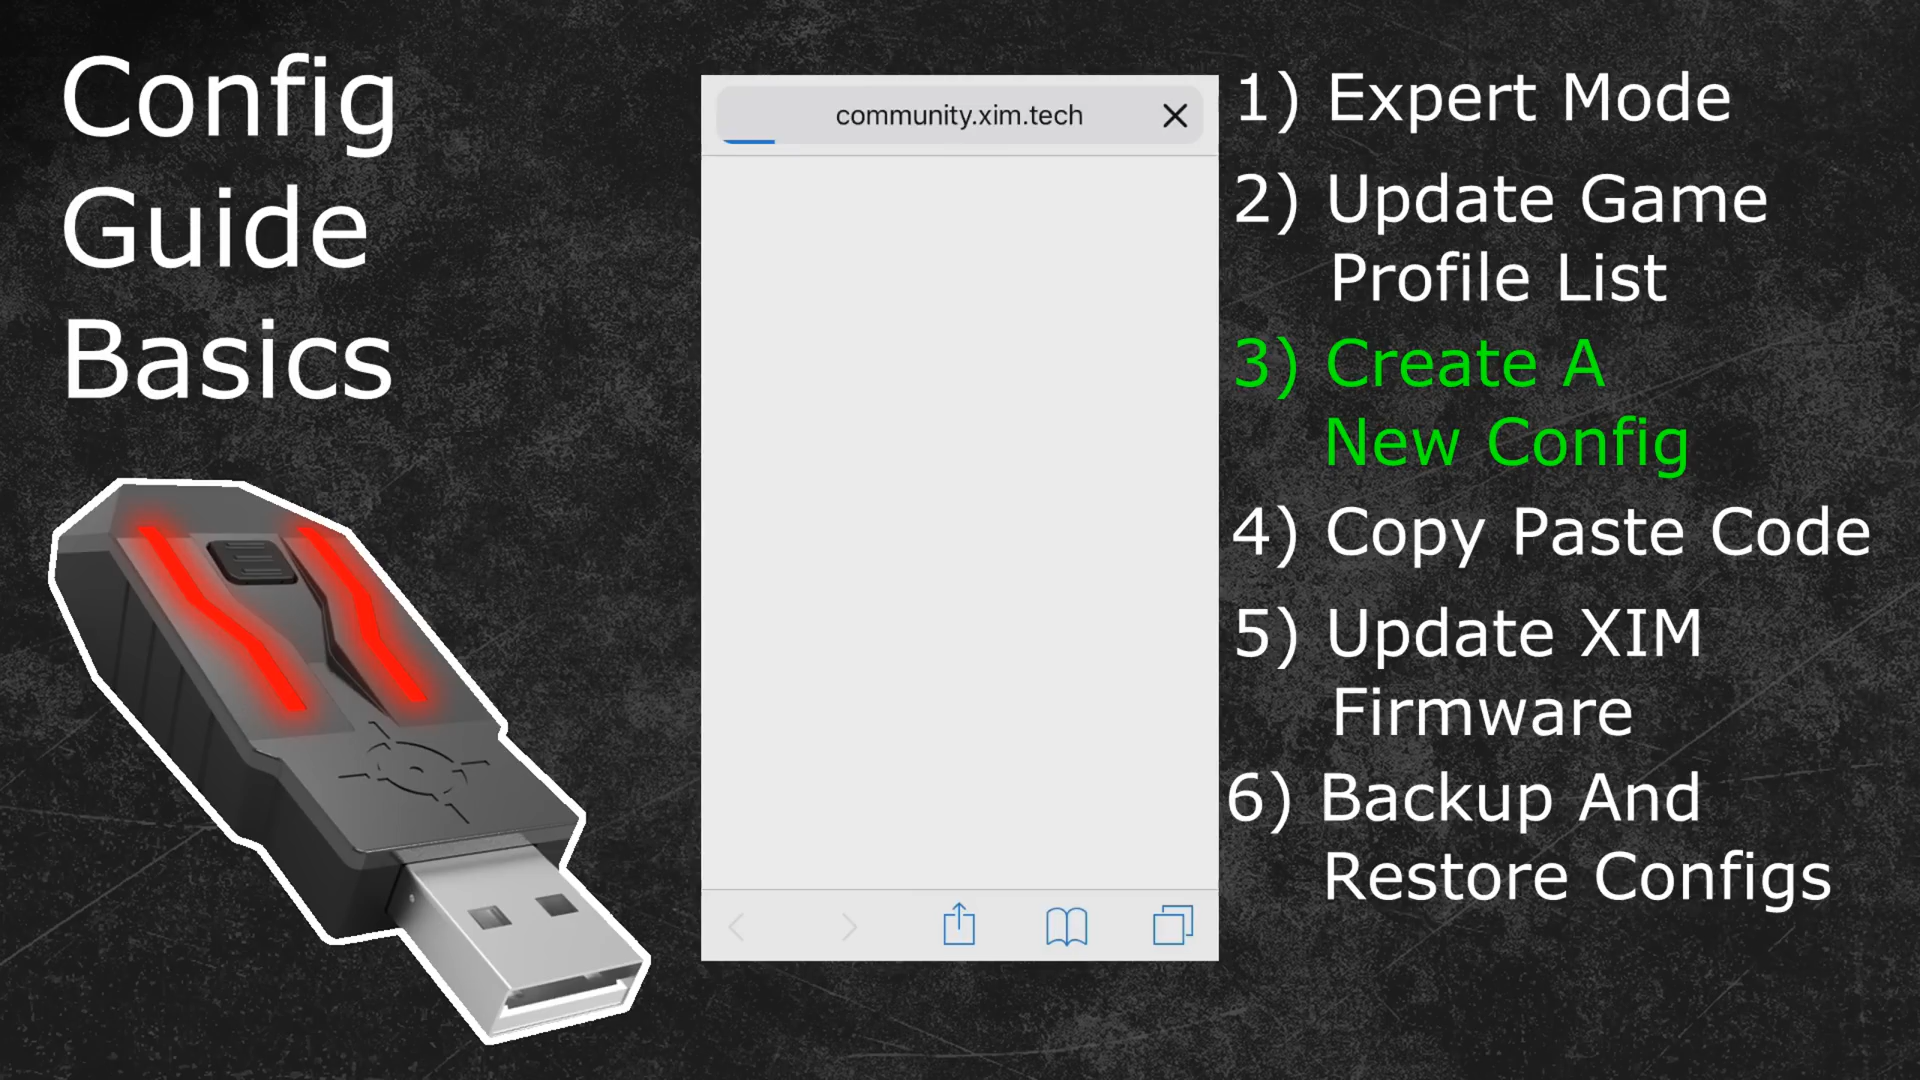 Config
Guide
Basics
community.xim.tech
1) Expert Mode
2) Update Game
Profile List
3) Create A
New Config
4) Copy Paste Code
5) Update XIM
Firmware
6) Backup And
Restore Configs